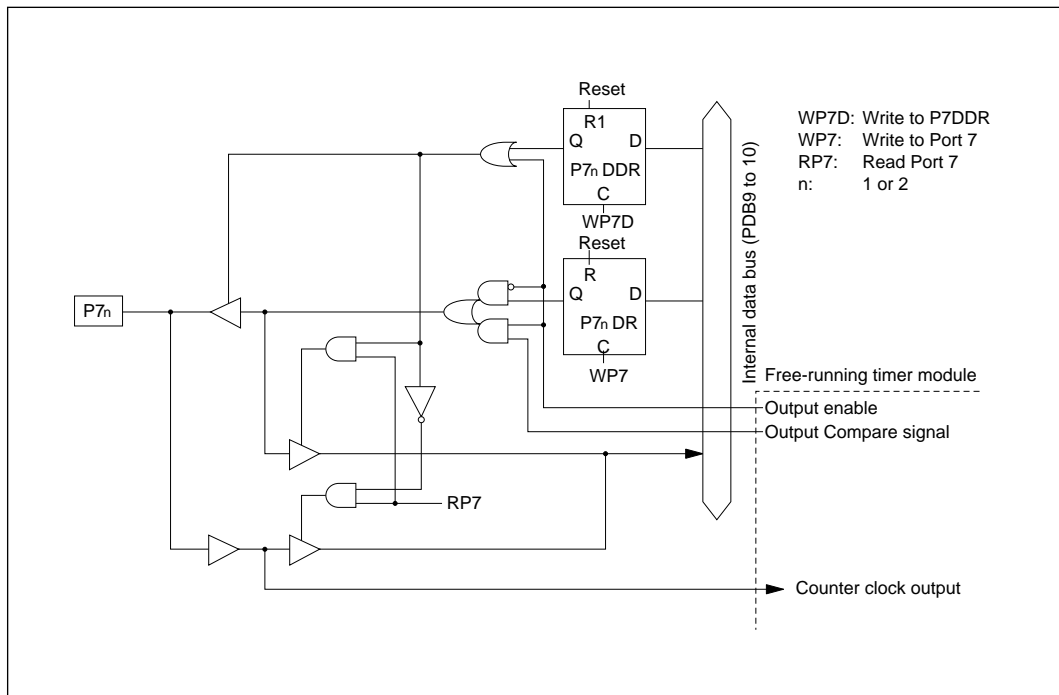 Reset
R1
Q D
P7n DDR
C
WP7D
Reset
R
Q D
P7n DR
C
WP7
P7n
RP7
Internal data bus (PDB9 to 10)
WP7D: Write to P7DDR
WP7: Write to Port 7
RP7: Read Port 7
n: 1 or 2
Free-running timer module
Output enable
Output Compare signal
Counter clock output